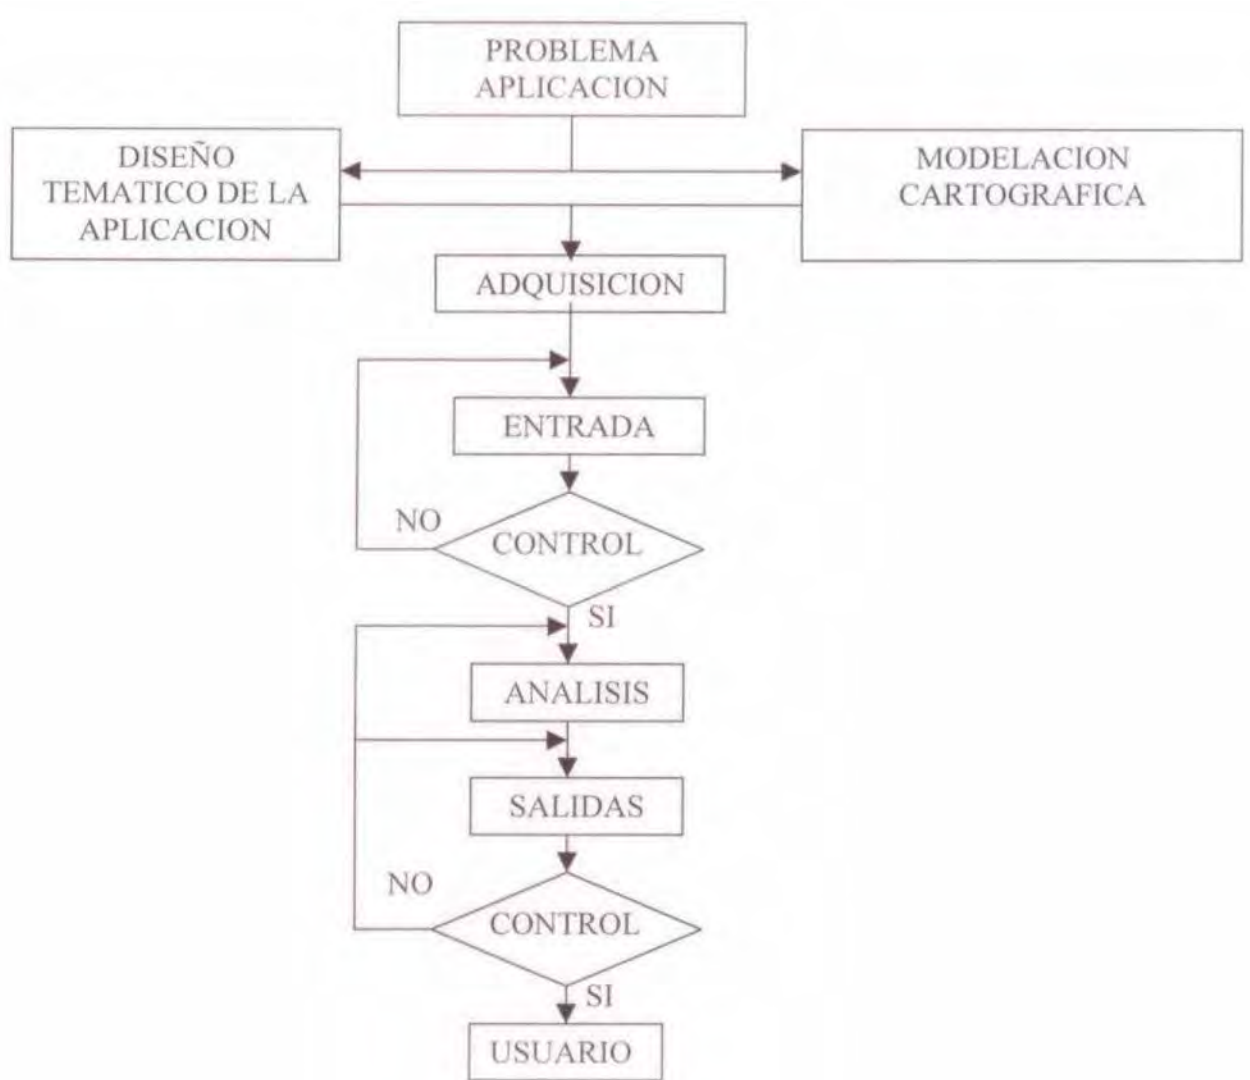 PROBLEMA
APLICACION
DISEÑO
TEMATICO DE LA
APLICACION
MODELACION
CARTOGRAFICA
ADQUISICION
ENTRADA
NO
CONTROL
SI
ANALISIS
SALIDAS
NO
CONTROL
SI
USUARIO